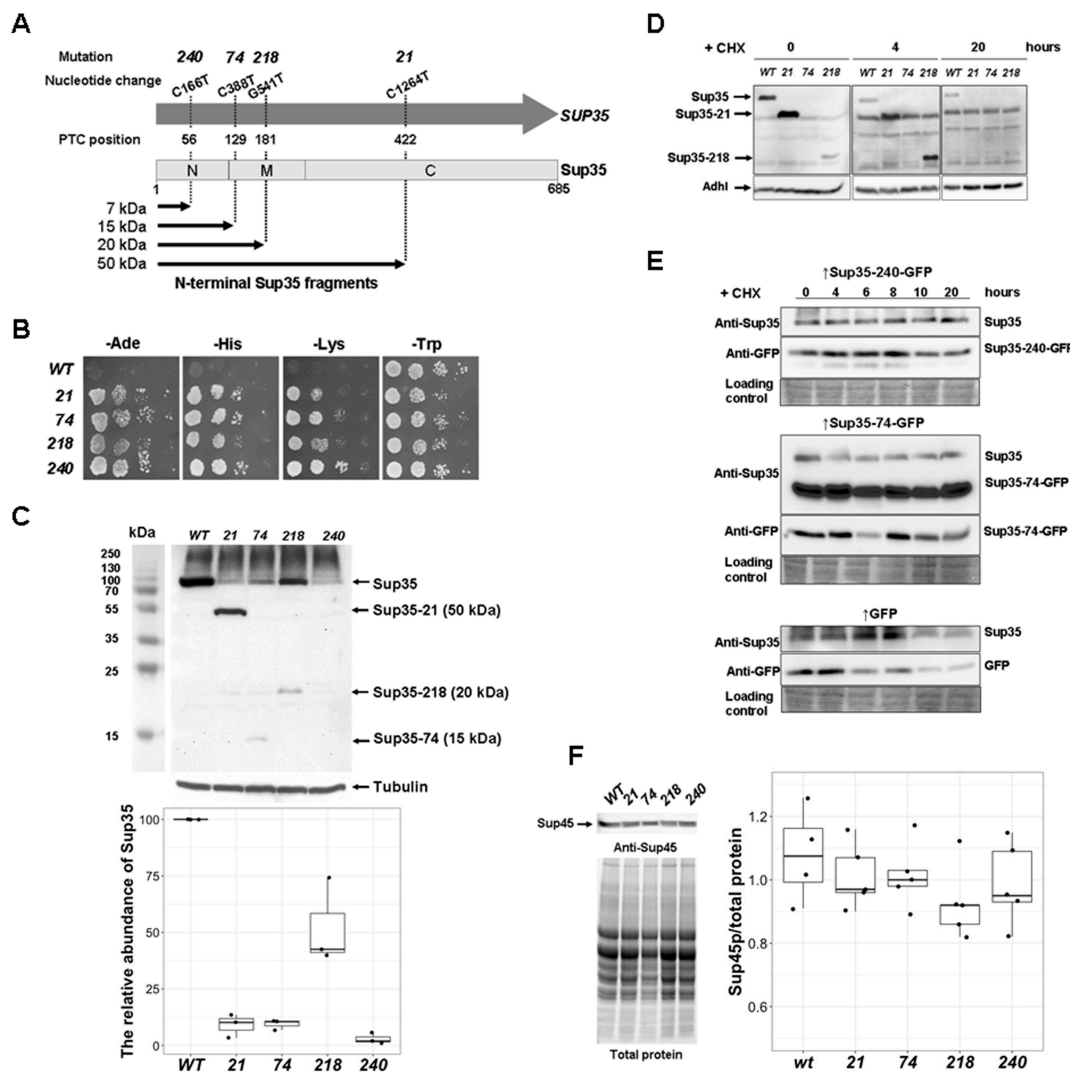 A
Mutation 240 74 218 21
Nucleotide change C166T C388T G541T C1264T
SUP35
PTC position 56 129 181 422
N M C Sup35
1 685
7 kDa
15 kDa
20 kDa
50 kDa
N-terminal Sup35 fragments
B
-Ade -His -Lys -Trp
WT
21
74
218
240
C
kDa WT 21 74 218 240
250
130
100
70
55
35
25
15
Sup35
Sup35-21 (50 kDa)
Sup35-218 (20 kDa)
Sup35-74 (15 kDa)
Tubulin
The relative abundance of Sup35
100
75
50
25
0
WT 21 74 218 240
D
+ CHX 0 4 20 hours
WT 21 74 218 WT 21 74 218 WT 21 74 218
Sup35
Sup35-21
Sup35-218
AdhI
E
↑Sup35-240-GFP
+ CHX 0 4 6 8 10 20 hours
Anti-Sup35 Sup35
Anti-GFP Sup35-240-GFP
Loading
control
↑Sup35-74-GFP
Anti-Sup35 Sup35
Sup35-74-GFP
Anti-GFP Sup35-74-GFP
Loading
control
↑GFP
Anti-Sup35 Sup35
Anti-GFP GFP
Loading
control
F
WT 21 74 218 240
Sup45
Anti-Sup45
Total protein
Sup45p/total protein
1.2
1.0
0.8
0.6
wt 21 74 218 240